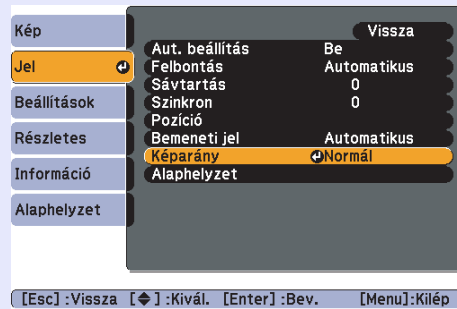 Kép
Jel
Beállítások
Részletes
Információ
Alaphelyzet
Vissza
Aut. beállítás Be
Felbontás Automatikus
Sávtartás 0
Szinkron 0
Pozíció
Bemeneti jel Automatikus
Képarány Normál
Alaphelyzet
[Esc] :Vissza [◆] :Kivál. [Enter] :Bev. [Menu]:Kilép